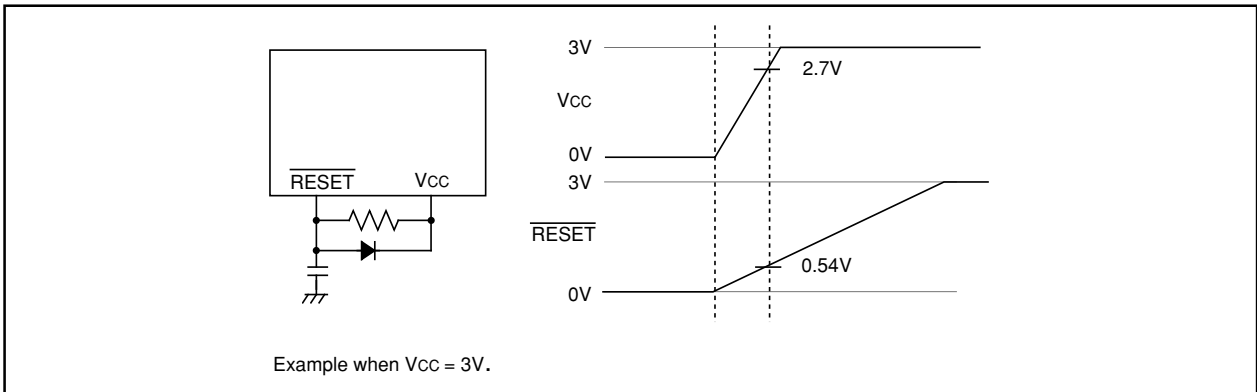 RESET VCC
3V
2.7V
VCC
0V
3V
RESET
0.54V
0V
Example when VCC = 3V.